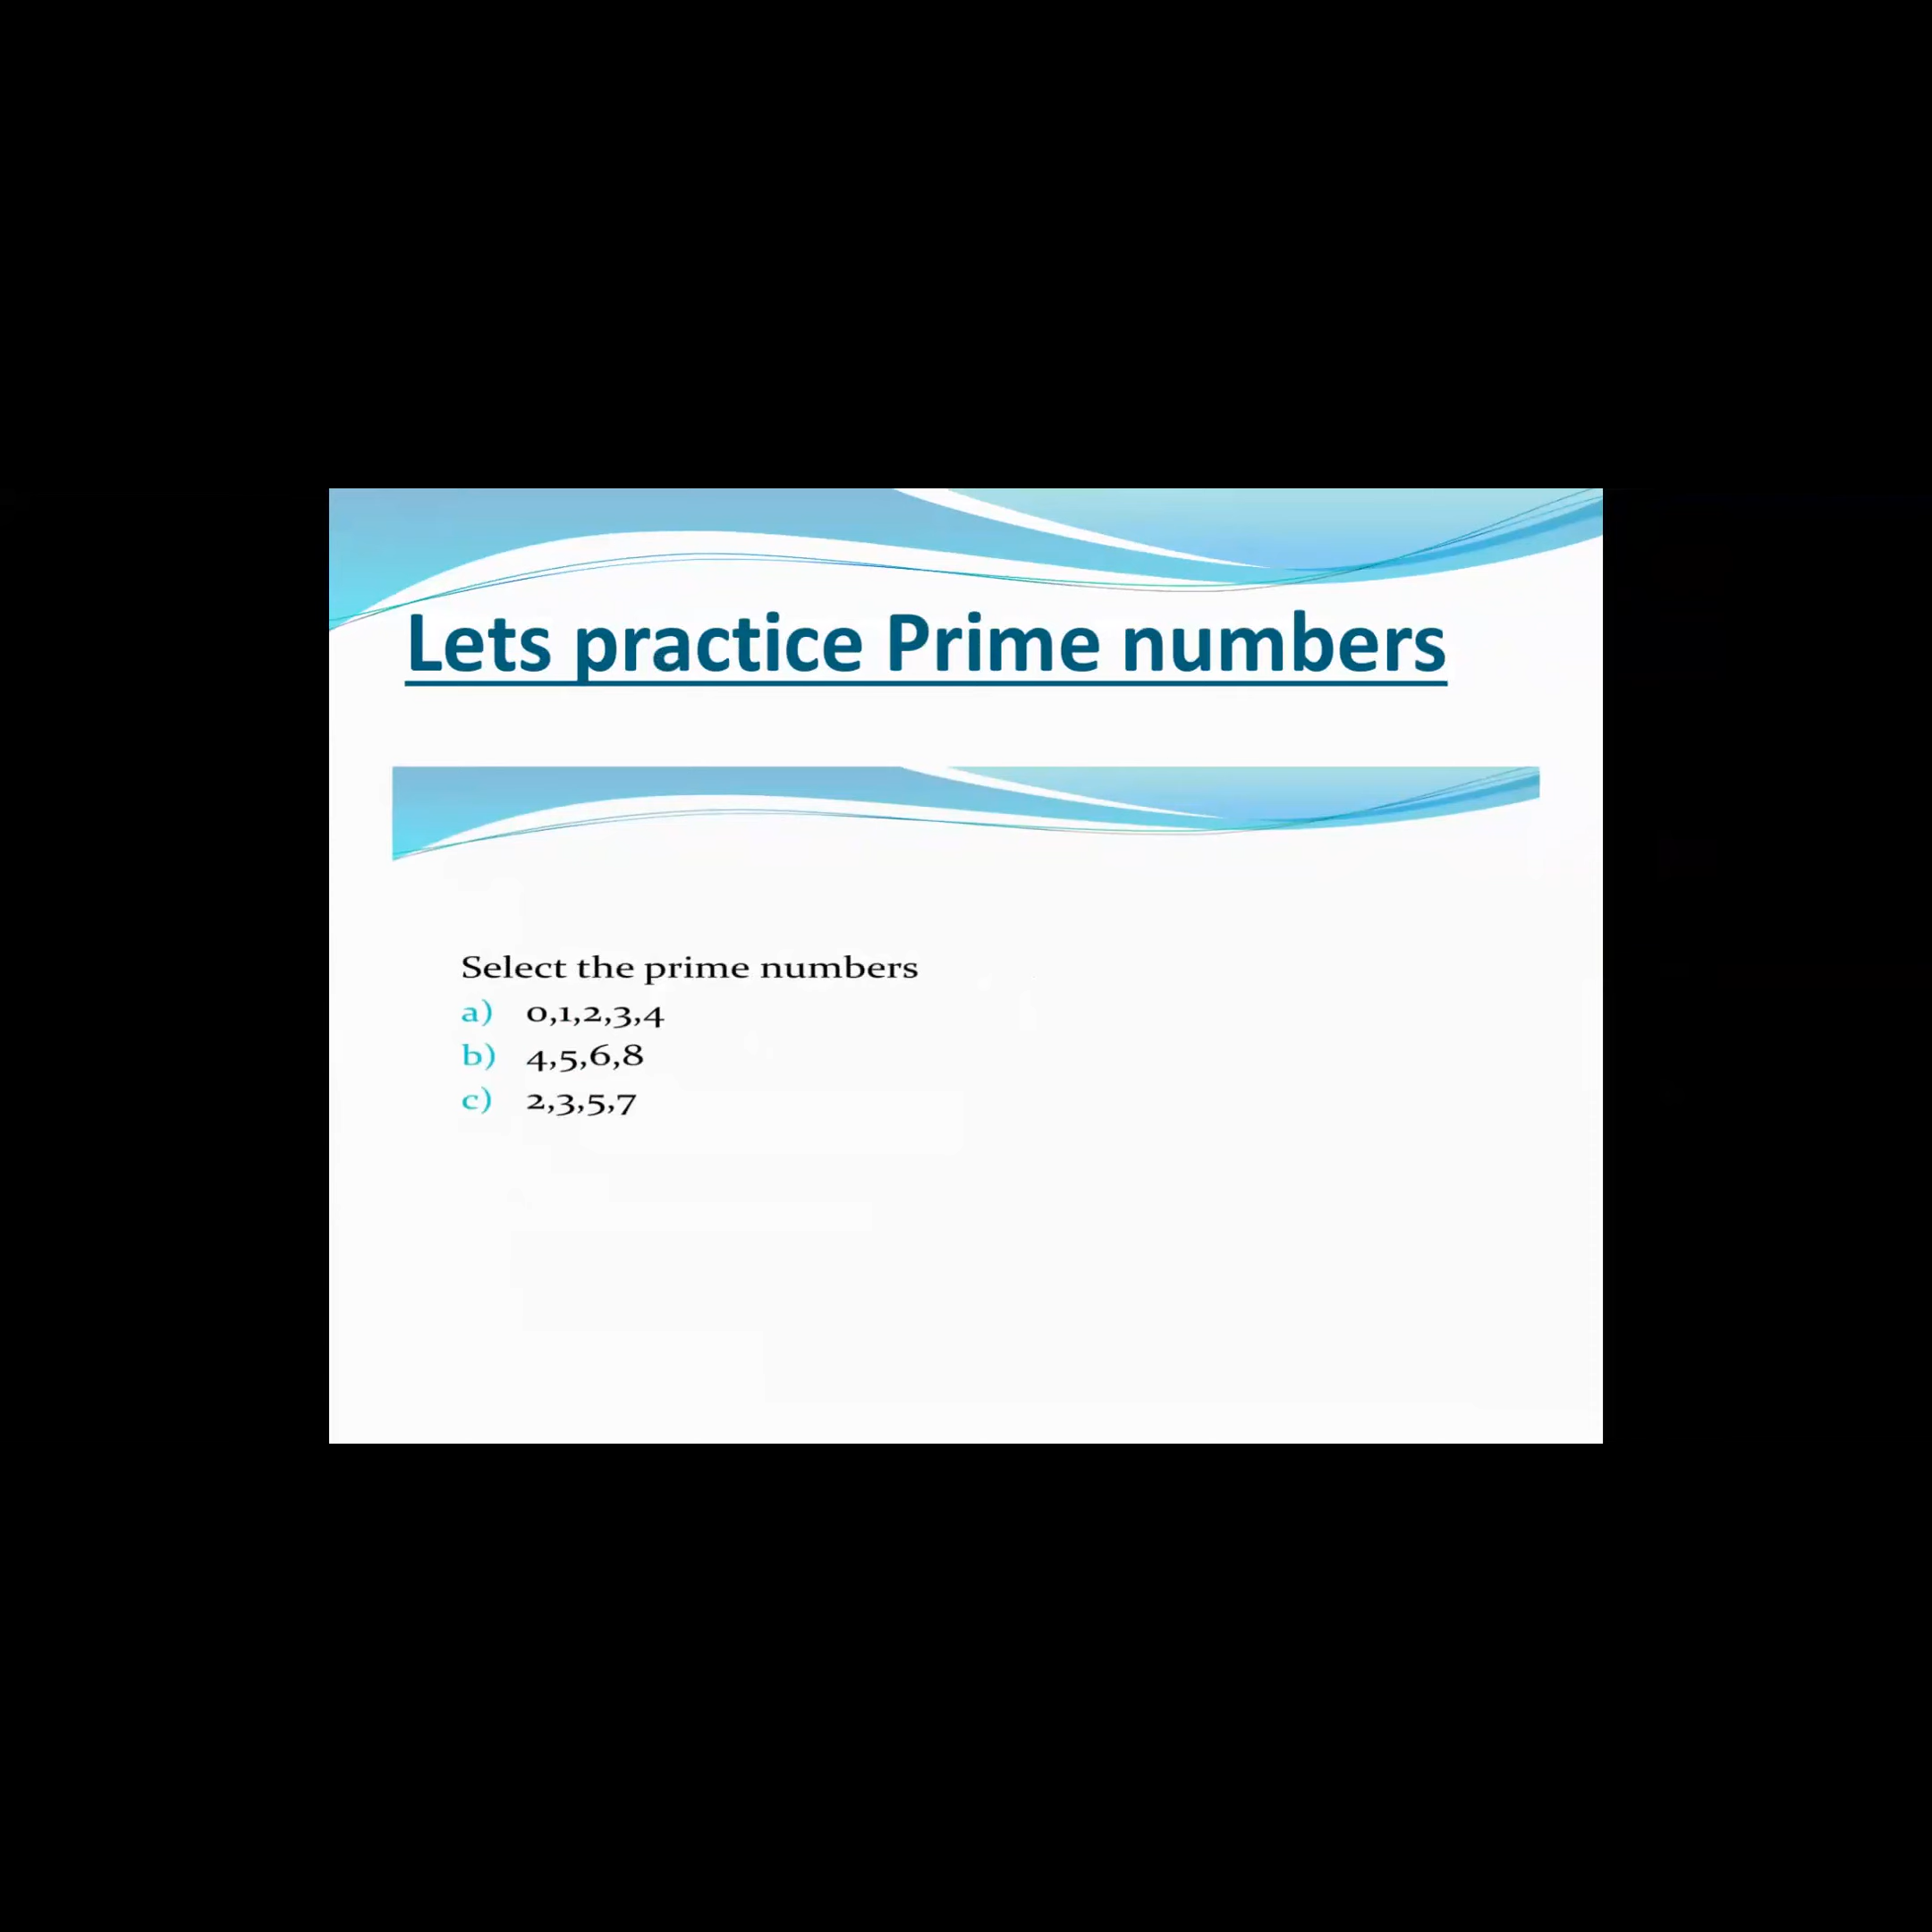 Lets practice Prime numbers
Select the prime numbers
a) 0,1,2,3,4
b) 4,5,6,8
c) 2,3,5,7